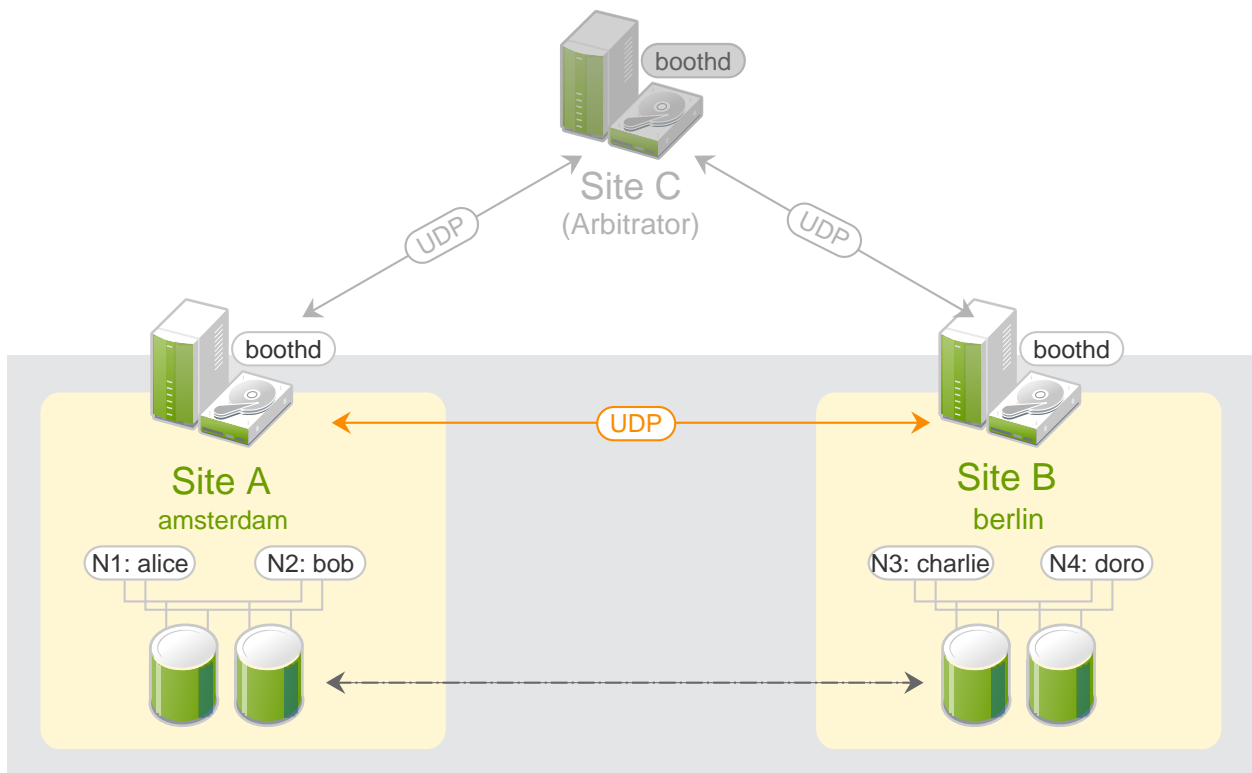 boothd
Site C
(Arbitrator)
UDP
UDP
boothd
boothd
UDP
Site A
amsterdam
Site B
berlin
N1: alice
N2: bob
N3: charlie
N4: doro